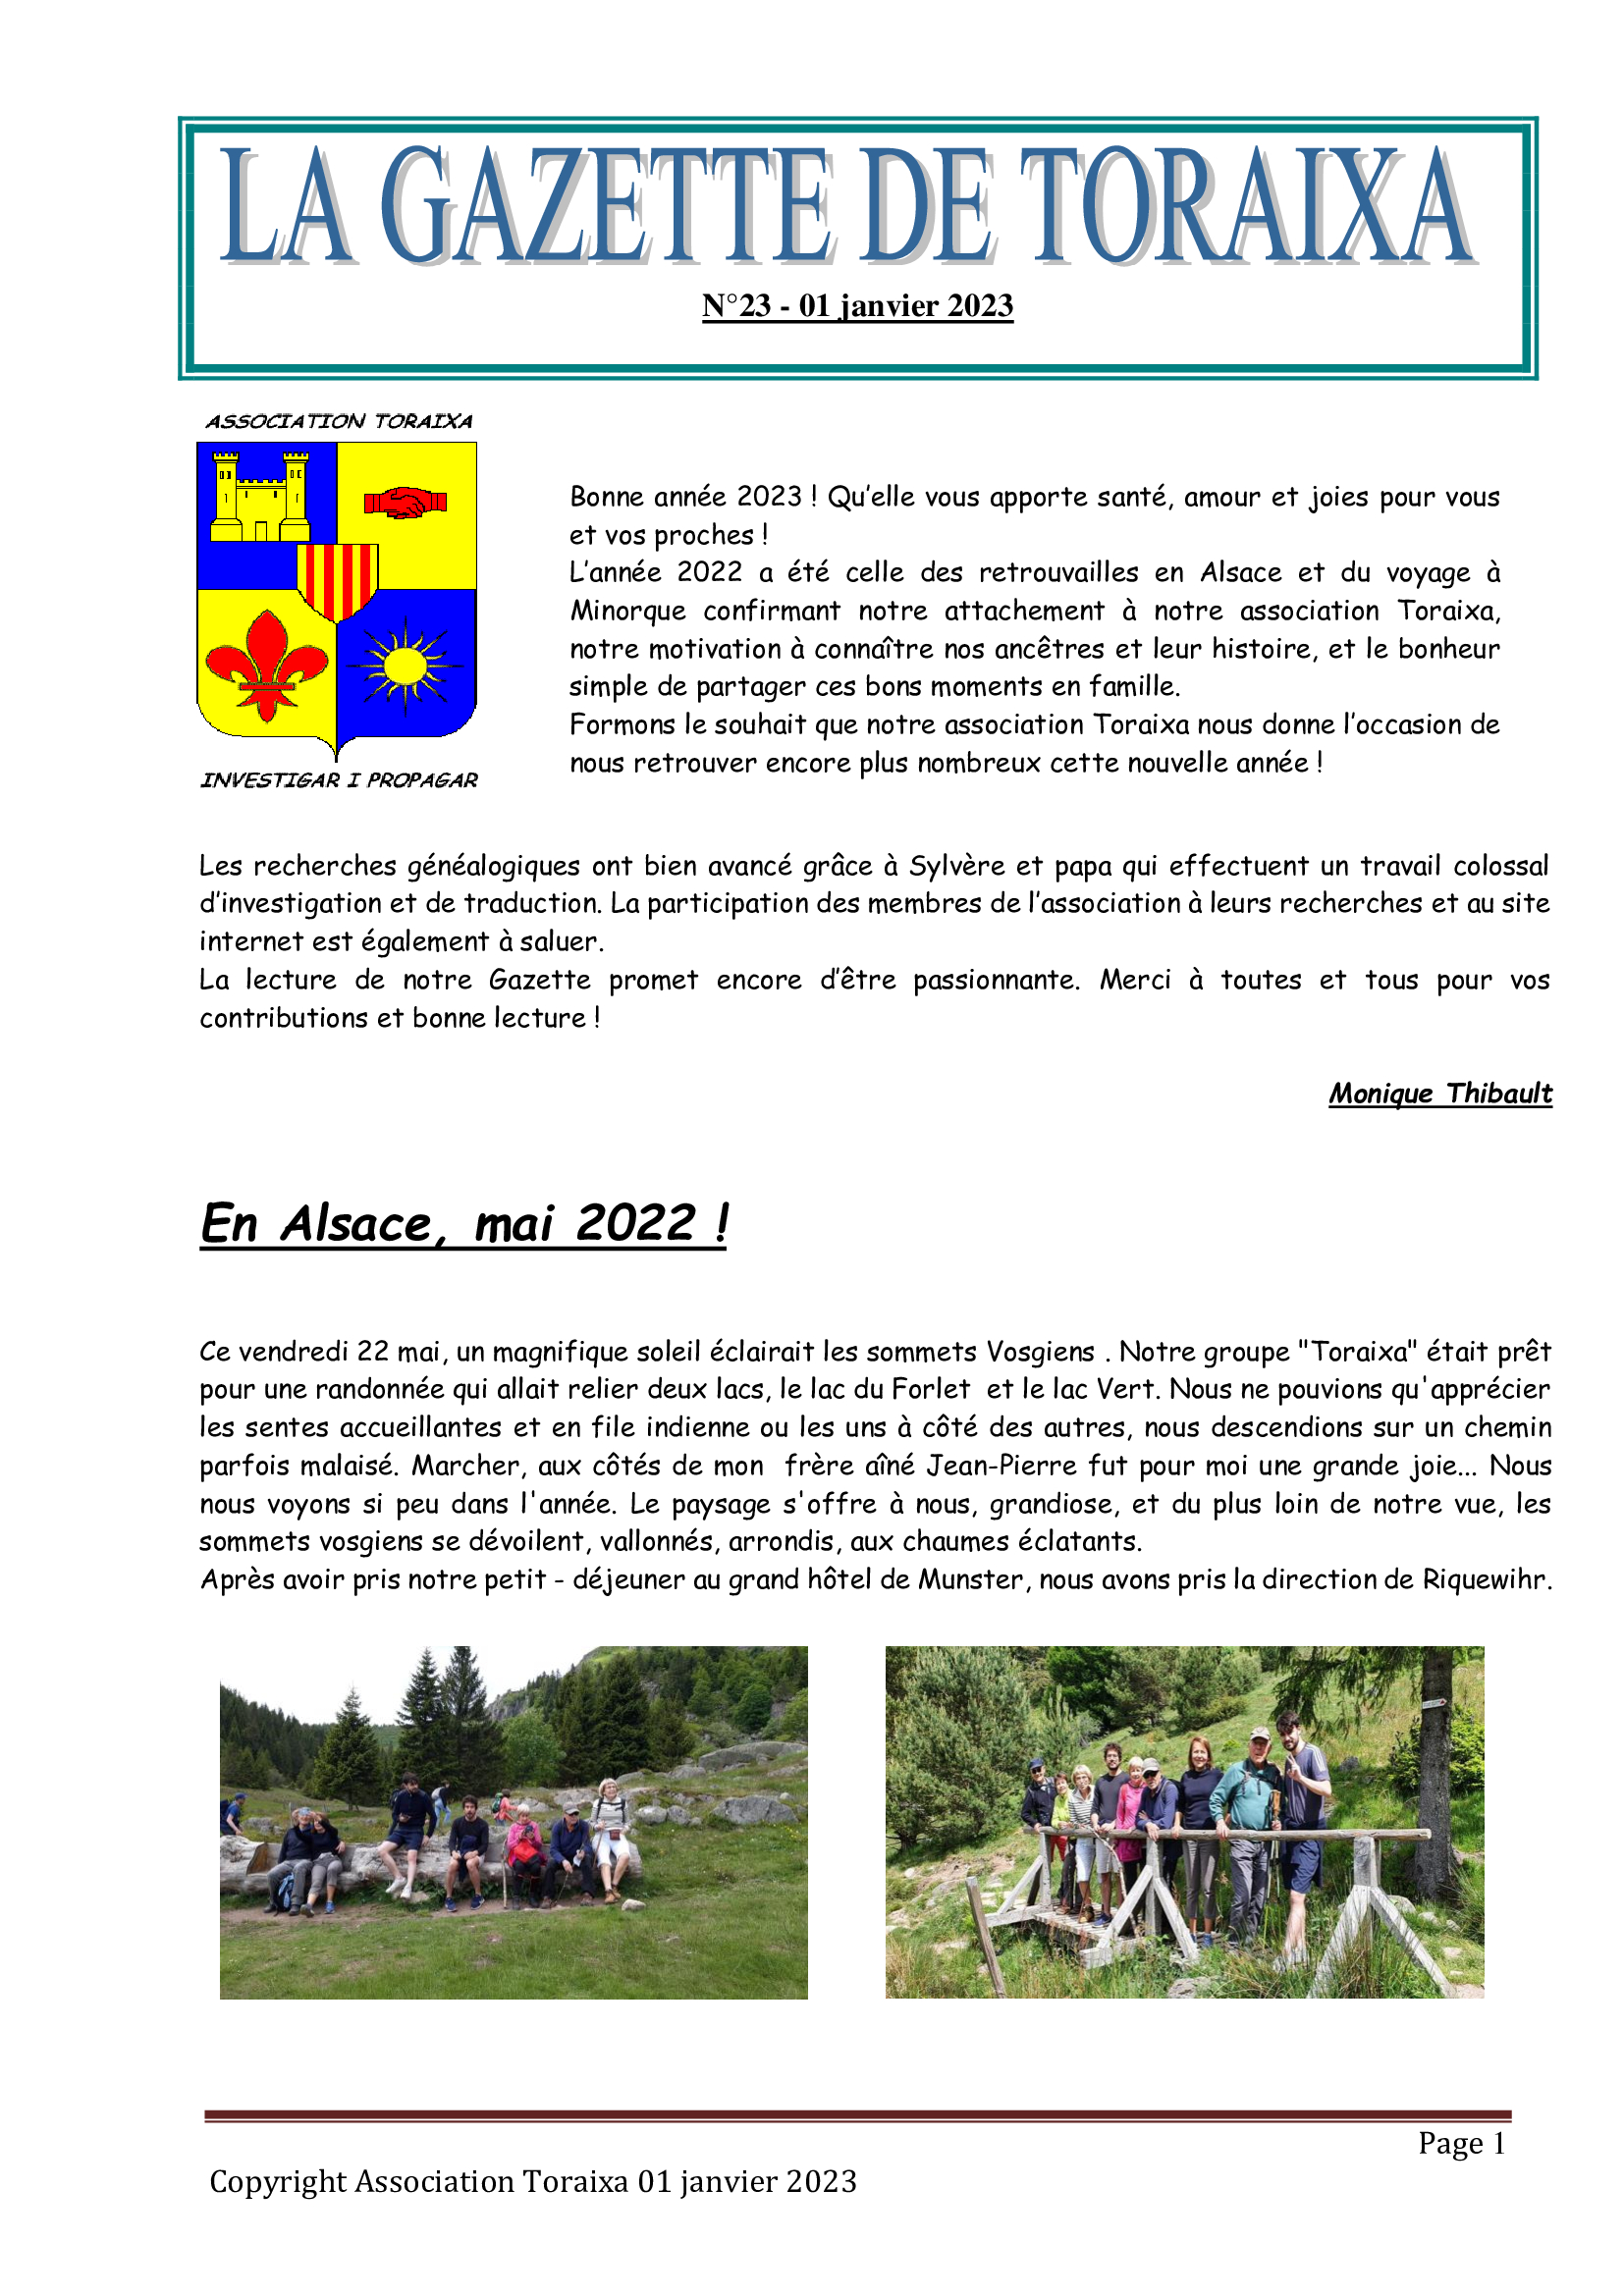 LA GAZETTE DE TORAIXA
N°23 - 01 janvier 2023
ASSOCIATION TORAIXA
INVESTIGAR I PROPAGAR
Bonne année 2023 ! Qu’elle vous apporte santé, amour et joies pour vous
et vos proches !
L’année 2022 a été celle des retrouvailles en Alsace et du voyage à
Minorque confirmant notre attachement à notre association Toraixa,
notre motivation à connaître nos ancêtres et leur histoire, et le bonheur
simple de partager ces bons moments en famille.
Formons le souhait que notre association Toraixa nous donne l’occasion de
nous retrouver encore plus nombreux cette nouvelle année !
Les recherches généalogiques ont bien avancé grâce à Sylvère et papa qui effectuent un travail colossal
d’investigation et de traduction. La participation des membres de l’association à leurs recherches et au site
internet est également à saluer.
La lecture de notre Gazette promet encore d’être passionnante. Merci à toutes et tous pour vos
contributions et bonne lecture !
Monique Thibault
En Alsace, mai 2022 !
Ce vendredi 22 mai, un magnifique soleil éclairait les sommets Vosgiens . Notre groupe "Toraixa" était prêt
pour une randonnée qui allait relier deux lacs, le lac du Forlet  et le lac Vert. Nous ne pouvions qu'apprécier
les sentes accueillantes et en file indienne ou les uns à côté des autres, nous descendions sur un chemin
parfois malaisé. Marcher, aux côtés de mon  frère aîné Jean-Pierre fut pour moi une grande joie... Nous
nous voyons si peu dans l'année. Le paysage s'offre à nous, grandiose, et du plus loin de notre vue, les
sommets vosgiens se dévoilent, vallonnés, arrondis, aux chaumes éclatants.
Après avoir pris notre petit - déjeuner au grand hôtel de Munster, nous avons pris la direction de Riquewihr.
Page 1
Copyright Association Toraixa 01 janvier 2023